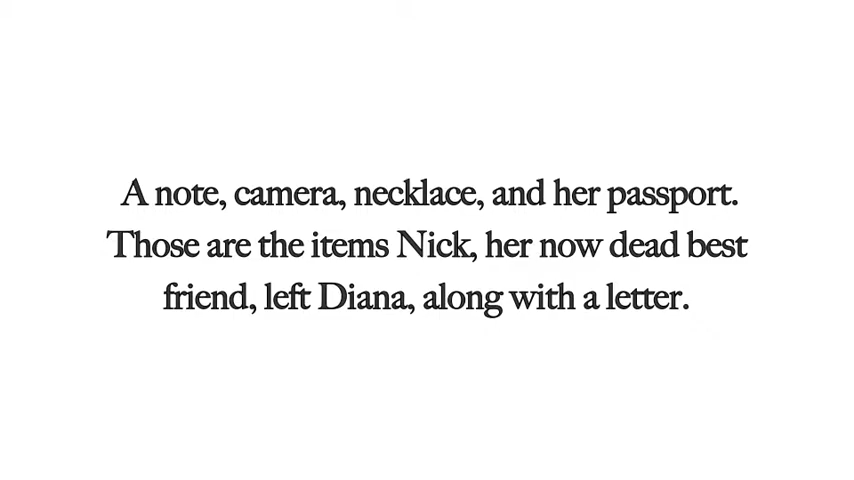 A note, camera, necklace, and her passport.
Those are the items Nick, her now dead best
friend, left Diana, along with a letter.